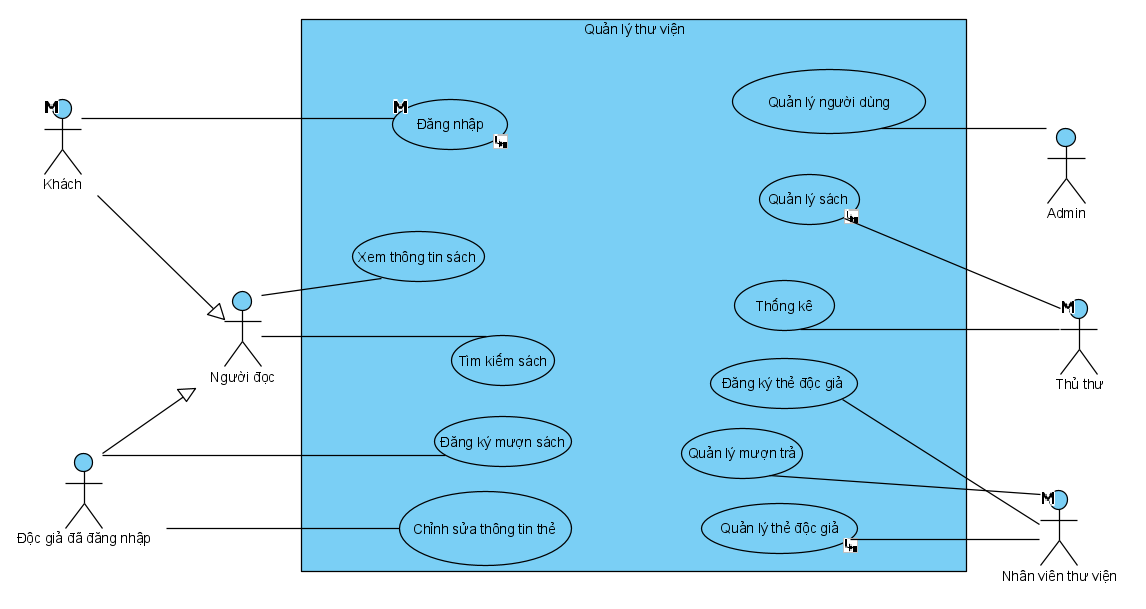 Quản lý thư viện
M
Khách
M
Đăng nhập
Quản lý người dùng
Admin
Quản lý sách
Xem thông tin sách
Người đọc
Thống kê
M
Thủ thư
Tìm kiếm sách
Đăng ký thẻ độc giả
Đăng ký mượn sách
Quản lý mượn trả
Độc giả đã đăng nhập
Chỉnh sửa thông tin thẻ
Quản lý thẻ độc giả
M
Nhân viên thư viện